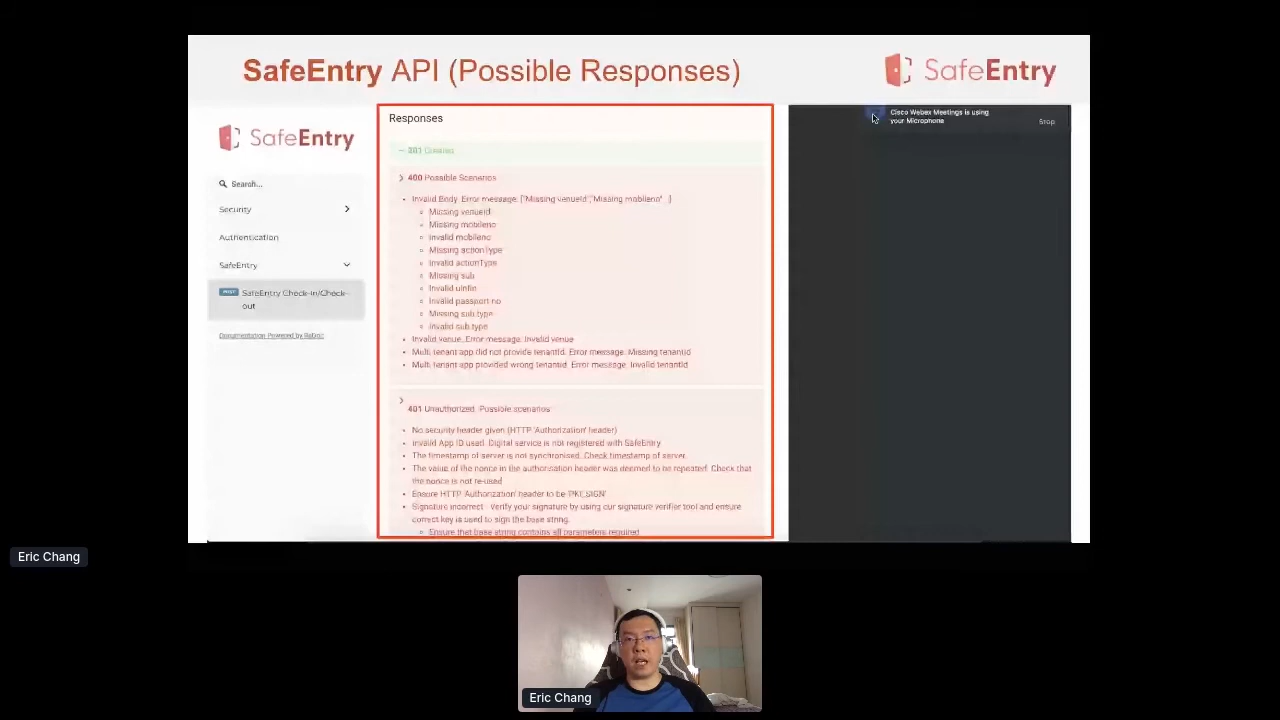 SafeEntry API (Possible Responses)
SafeEntry
SafeEntry
Search...
Security
Authentication
SafeEntry
POST SafeEntry Check-in/Check-
out
Documentation Powered by ReDoc
Responses
— 301 Created
400 Possible Scenarios
Invalid Body. Error message. ["Missing venueId","Missing mobileno" ]
Missing venueId
Missing mobileno
Invalid mobileno
Missing actionType
Invalid actionType
Missing sub
Invalid uinfin
Invalid passport no
Missing sub type
Invalid sub type
Invalid venue. Error message. Invalid venue
Multi tenant app did not provide tenantId. Error message. Missing tenantid
Multi tenant app provided wrong tenantid. Error message. Invalid tenantid
401 Unauthorized. Possible scenarios
No security header given (HTTP 'Authorization' header)
Invalid App ID used. Digital service is not registered with SafeEntry
The timestamp of server is not synchronised. Check timestamp of server.
The value of the nonce in the authorisation header was deemed to be repeated. Check that
the nonce is not re-used
Ensure HTTP 'Authorization' header to be 'PKI_SIGN'
Signature incorrect - Verify your signature by using our signature verifier tool and ensure
correct key is used to sign the base string.
Ensure that base string contains all parameters required
Cisco Webex Meetings is using
your Microphone
Stop
Eric Chang
Eric Chang